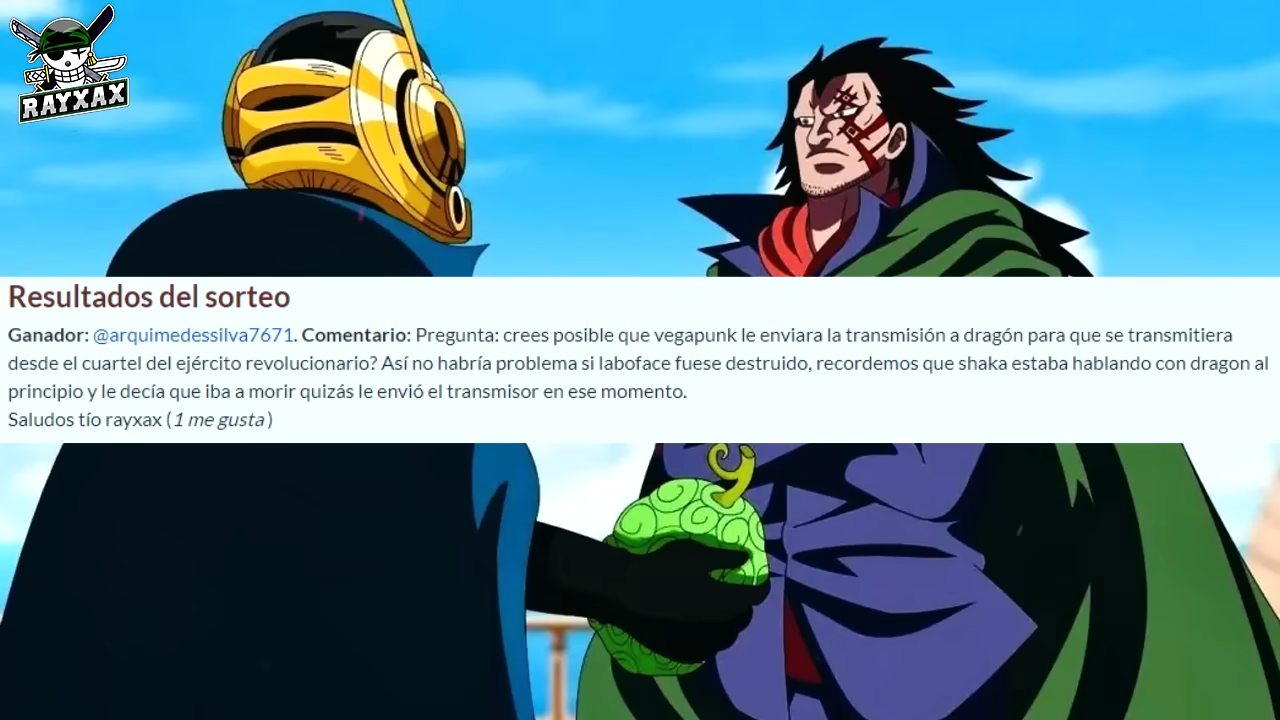 RAYXAX
Resultados del sorteo
Ganador: @arquimedessilva7671. Comentario: Pregunta: crees posible que vegapunk le enviara la transmisión a dragón para que se transmitiera
desde el cuartel del ejército revolucionario? Así no habría problema si laboface fuese destruido, recordemos que shaka estaba hablando con dragon al
principio y le decía que iba a morir quizás le envió el transmisor en ese momento.
Saludos tío rayxax (1 me gusta)